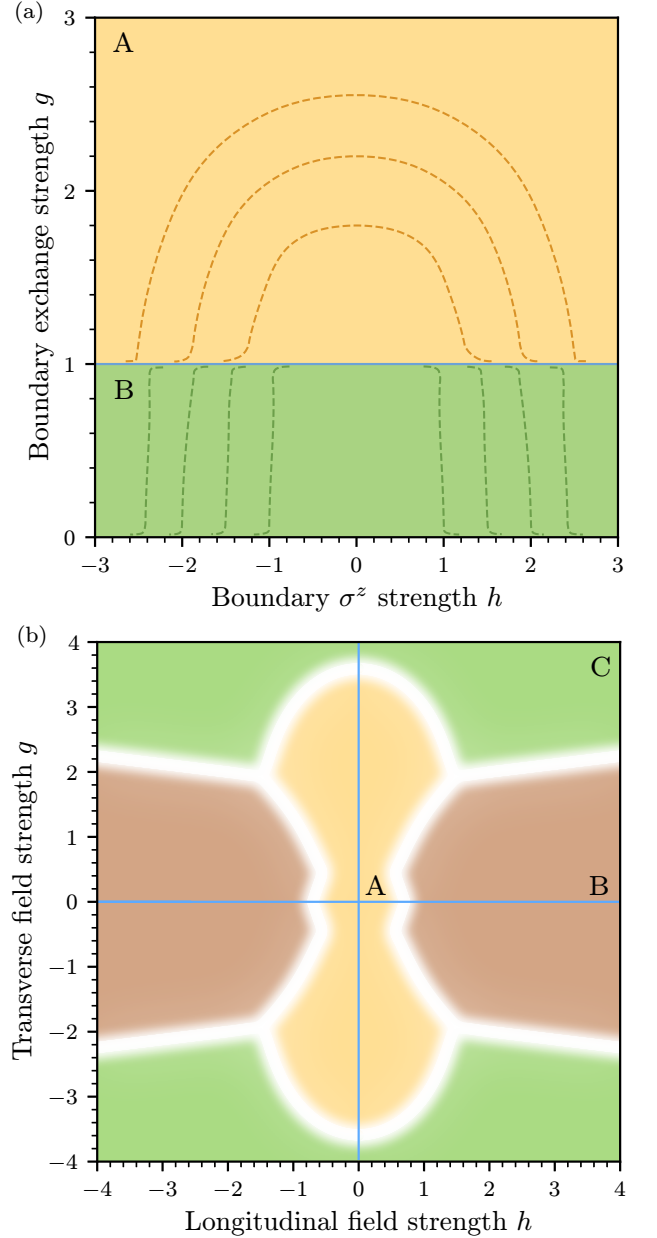 (a)
3
A
2
1
B
0
−3 −2 −1 0 1 2 3
Boundary exchange strength g
Boundary σ^z strength h
(b)
4
C
3
2
1
A
B
0
−1
−2
−3
−4
−4 −3 −2 −1 0 1 2 3 4
Transverse field strength g
Longitudinal field strength h